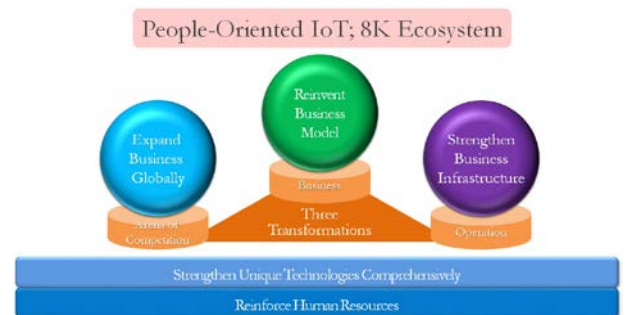 People-Oriented IoT; 8K Ecosystem
Reinvent
Business
Model
Expand
Business
Globally
Strengthen
Business
Infrastructure
Business
Three
Transformations
Arena of
Competition
Operation
Strengthen Unique Technologies Comprehensively
Reinforce Human Resources